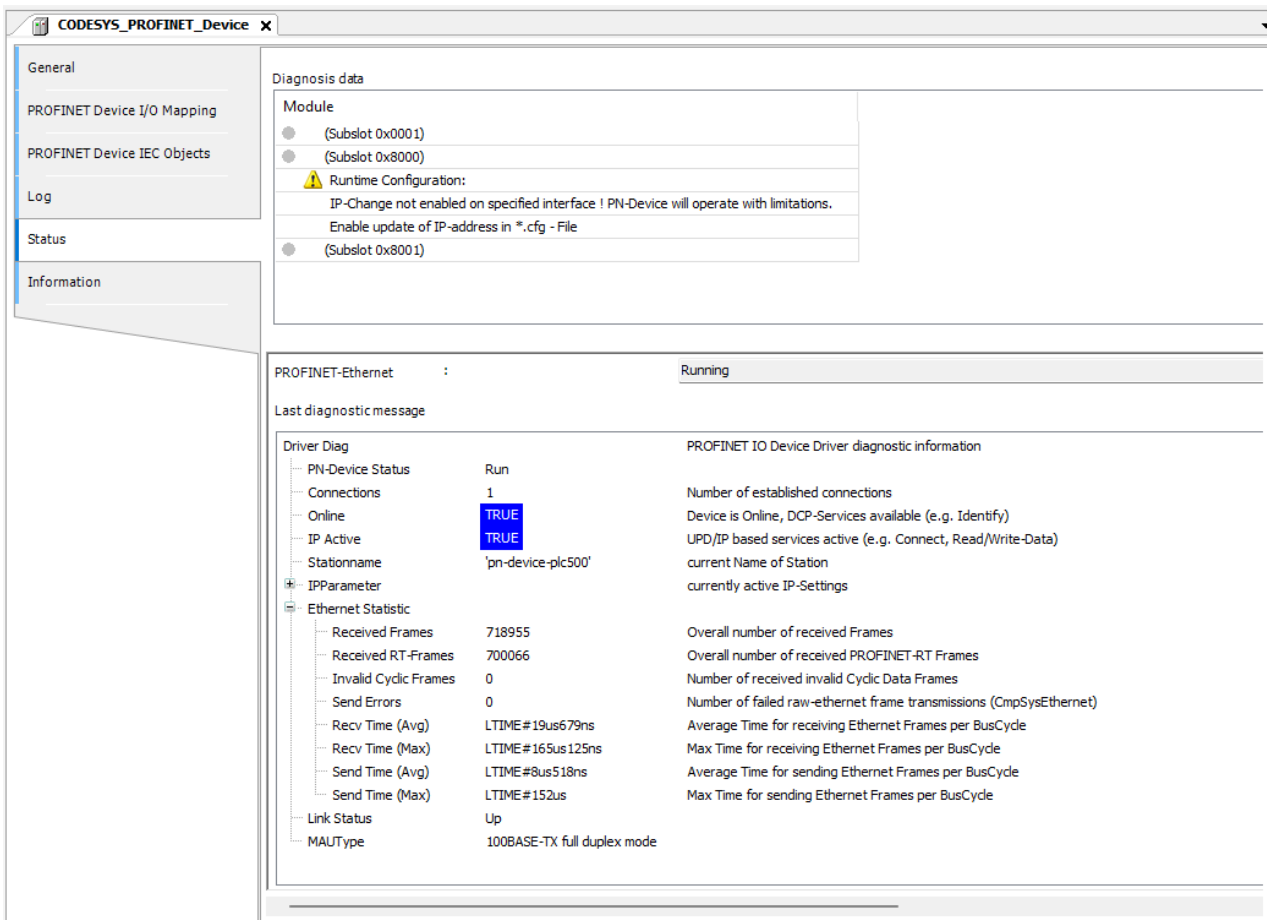 CODESYS_PROFINET_Device
General
PROFINET Device I/O Mapping
PROFINET Device IEC Objects
Log
Status
Information
Diagnosis data
Module
(Subslot 0x0001)
(Subslot 0x8000)
Runtime Configuration:
IP-Change not enabled on specified interface ! PN-Device will operate with limitations.
Enable update of IP-address in *.cfg - File
(Subslot 0x8001)
PROFINET-Ethernet : Running
Last diagnostic message
Driver Diag PROFINET IO Device Driver diagnostic information
PN-Device Status Run
Connections 1 Number of established connections
Online TRUE Device is Online, DCP-Services available (e.g. Identify)
IP Active TRUE UPD/IP based services active (e.g. Connect, Read/Write-Data)
Stationname 'pn-device-plc500' current Name of Station
IPParameter currently active IP-Settings
Ethernet Statistic
Received Frames 718955 Overall number of received Frames
Received RT-Frames 700066 Overall number of received PROFINET-RT Frames
Invalid Cyclic Frames 0 Number of received invalid Cyclic Data Frames
Send Errors 0 Number of failed raw-ethernet frame transmissions (CmpSysEthernet)
Recv Time (Avg) LTIME#19us679ns Average Time for receiving Ethernet Frames per BusCycle
Recv Time (Max) LTIME#165us125ns Max Time for receiving Ethernet Frames per BusCycle
Send Time (Avg) LTIME#8us518ns Average Time for sending Ethernet Frames per BusCycle
Send Time (Max) LTIME#152us Max Time for sending Ethernet Frames per BusCycle
Link Status Up
MAUType 100BASE-TX full duplex mode